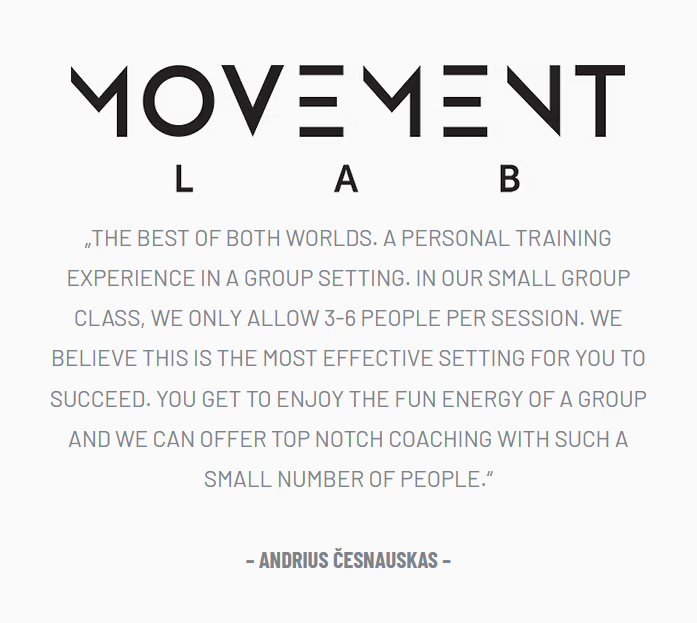 MOVEMENT
LAB
„THE BEST OF BOTH WORLDS. A PERSONAL TRAINING
EXPERIENCE IN A GROUP SETTING. IN OUR SMALL GROUP
CLASS, WE ONLY ALLOW 3-6 PEOPLE PER SESSION. WE
BELIEVE THIS IS THE MOST EFFECTIVE SETTING FOR YOU TO
SUCCEED. YOU GET TO ENJOY THE FUN ENERGY OF A GROUP
AND WE CAN OFFER TOP NOTCH COACHING WITH SUCH A
SMALL NUMBER OF PEOPLE.“
– ANDRIUS ČESNAUSKAS –